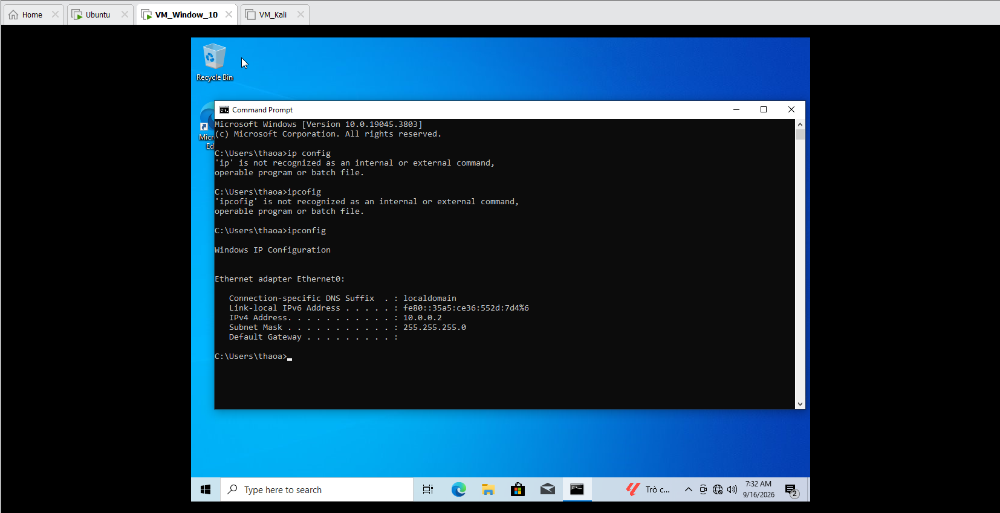 Home
Ubuntu
VM_Window_10
VM_Kali
Recycle Bin
Micr
Ed
Command Prompt
Microsoft Windows [Version 10.0.19045.3803]
(c) Microsoft Corporation. All rights reserved.
C:\Users\thaoa>ip config
'ip' is not recognized as an internal or external command,
operable program or batch file.
C:\Users\thaoa>ipcofig
'ipcofig' is not recognized as an internal or external command,
operable program or batch file.
C:\Users\thaoa>ipconfig
Windows IP Configuration
Ethernet adapter Ethernet0:
Connection-specific DNS Suffix  . : localdomain
Link-local IPv6 Address . . . . . : fe80::35a5:ce36:552d:7d4%6
IPv4 Address. . . . . . . . . . . : 10.0.0.2
Subnet Mask . . . . . . . . . . . : 255.255.255.0
Default Gateway . . . . . . . . . :
C:\Users\thaoa>
Type here to search
Trò c...
7:32 AM
9/16/2026
2